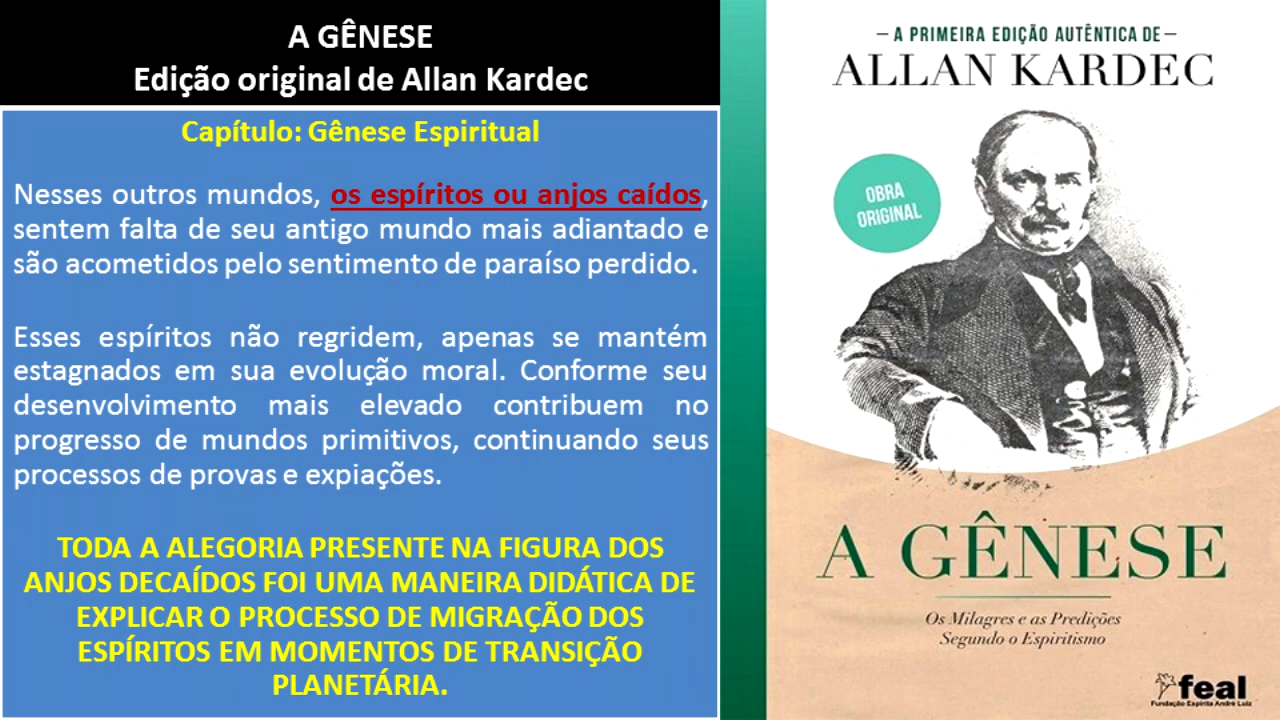 A GÊNESE
Edição original de Allan Kardec
Capítulo: Gênese Espiritual
Nesses outros mundos, os espíritos ou anjos caídos,
sentem falta de seu antigo mundo mais adiantado e
são acometidos pelo sentimento de paraíso perdido.
Esses espíritos não regridem, apenas se mantém
estagnados em sua evolução moral. Conforme seu
desenvolvimento mais elevado contribuem no
progresso de mundos primitivos, continuando seus
processos de provas e expiações.
TODA A ALEGORIA PRESENTE NA FIGURA DOS
ANJOS DECAÍDOS FOI UMA MANEIRA DIDÁTICA DE
EXPLICAR O PROCESSO DE MIGRAÇÃO DOS
ESPÍRITOS EM MOMENTOS DE TRANSIÇÃO
PLANETÁRIA.
– A PRIMEIRA EDIÇÃO AUTÊNTICA DE –
ALLAN KARDEC
OBRA
ORIGINAL
A GÊNESE
Os Milagres e as Predições
Segundo o Espiritismo
feal
Fundação Espírita André Luiz